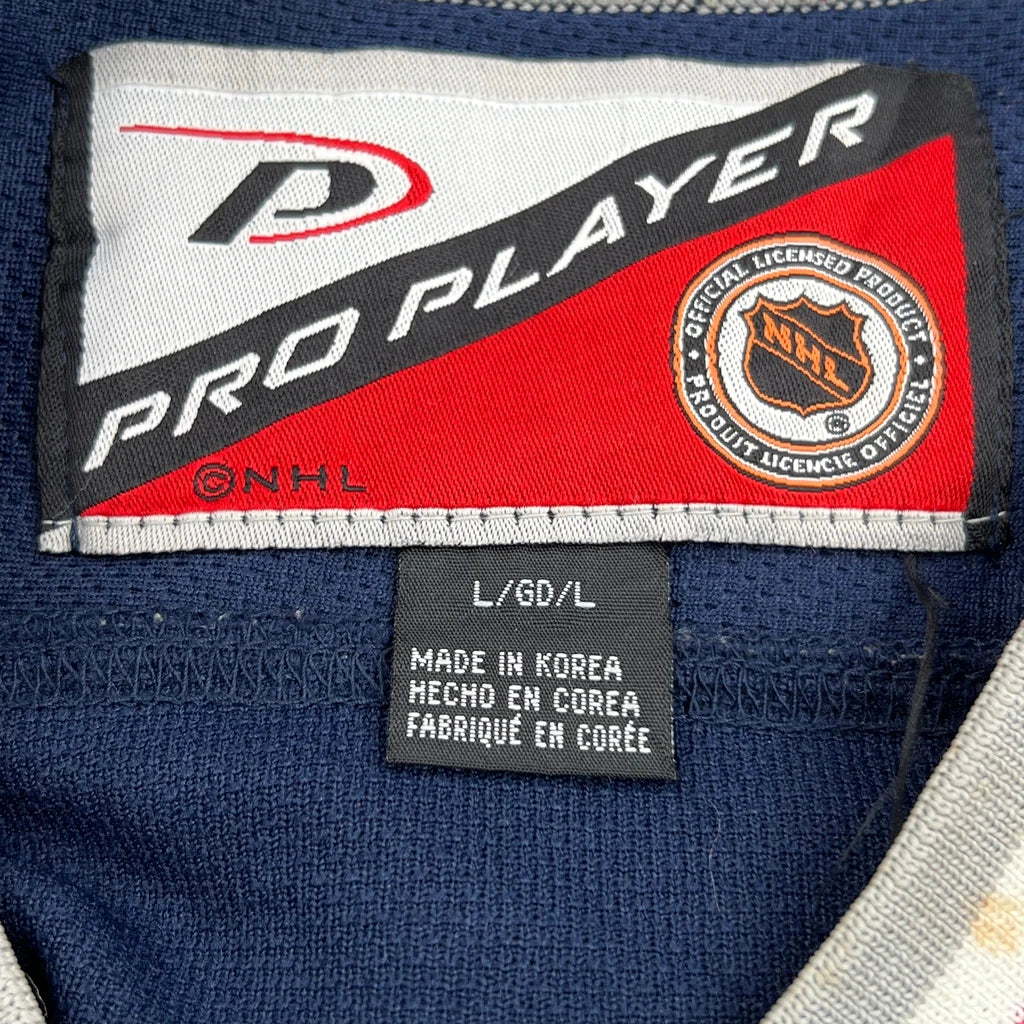 PRO PLAYER
OFFICIAL LICENSED PRODUCT
NHL
®
PRODUIT LICENCIE OFFICIEL
©NHL
L/GD/L
MADE IN KOREA
HECHO EN COREA
FABRIQUÉ EN CORÉE